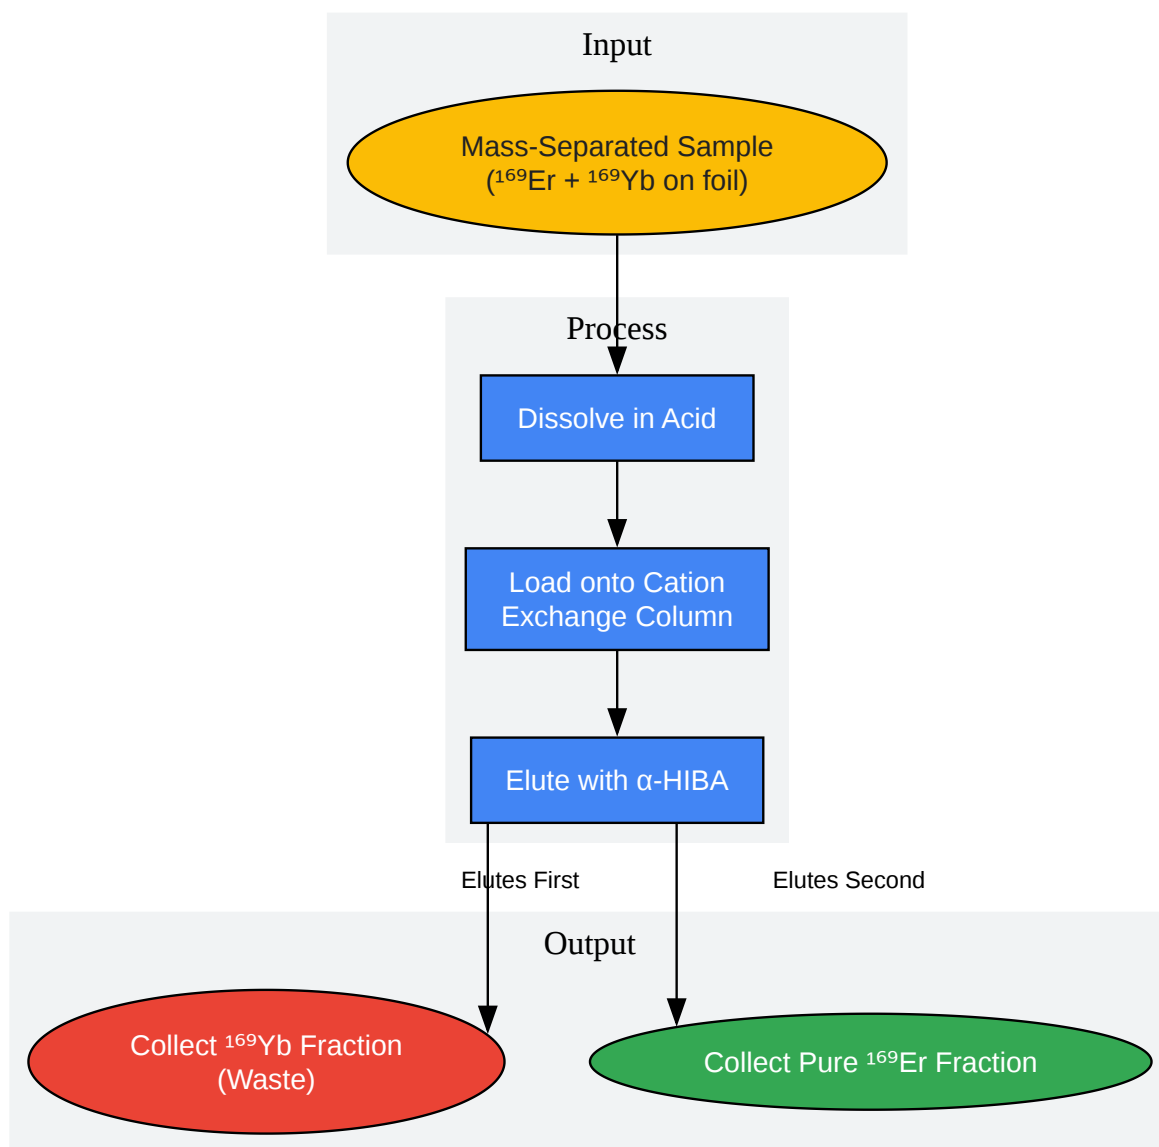 Input
Mass-Separated Sample
(¹⁶⁹Er + ¹⁶⁹Yb on foil)
Process
Dissolve in Acid
Load onto Cation
Exchange Column
Elute with α-HIBA
Elutes First
Elutes Second
Output
Collect ¹⁶⁹Yb Fraction
(Waste)
Collect Pure ¹⁶⁹Er Fraction